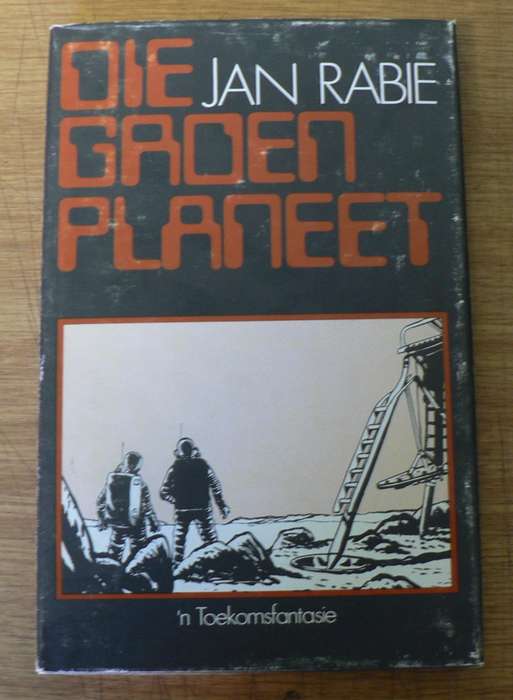 DIE
JAN RABIE
GROEN
PLANEET
'n Toekomsfantasie